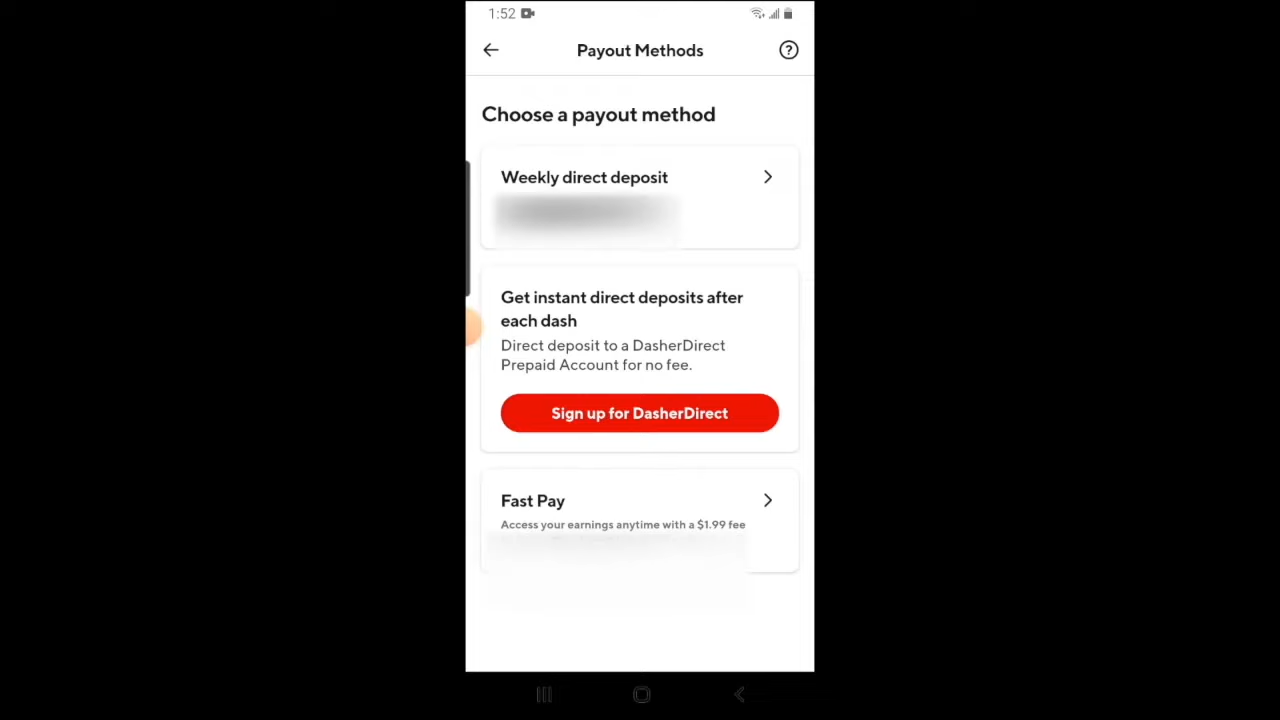 1:52
Payout Methods
Choose a payout method
Weekly direct deposit
Get instant direct deposits after
each dash
Direct deposit to a DasherDirect
Prepaid Account for no fee.
Sign up for DasherDirect
Fast Pay
Access your earnings anytime with a $1.99 fee